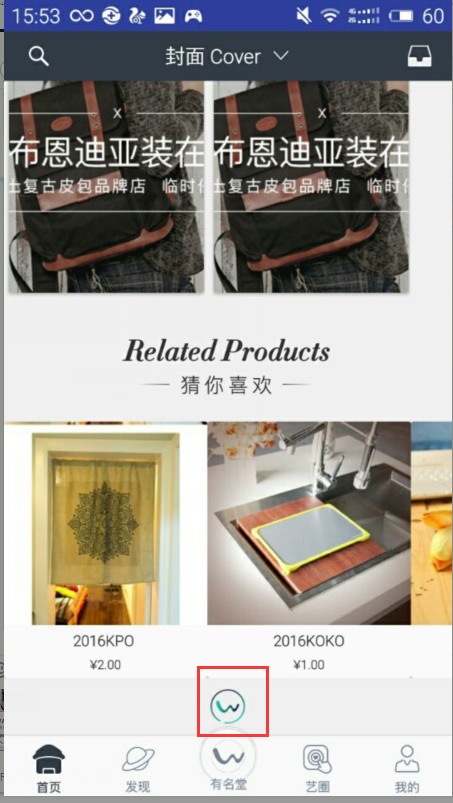 15:53
60
封面 Cover
x
x
布恩迪亚装在
布恩迪亚装在
土复古皮包品牌店 临时
土复古皮包品牌店 临时
Related Products
猜你喜欢
2016KPO
2016KOKO
¥2.00
¥1.00
首页
发现
有名堂
艺圈
我的